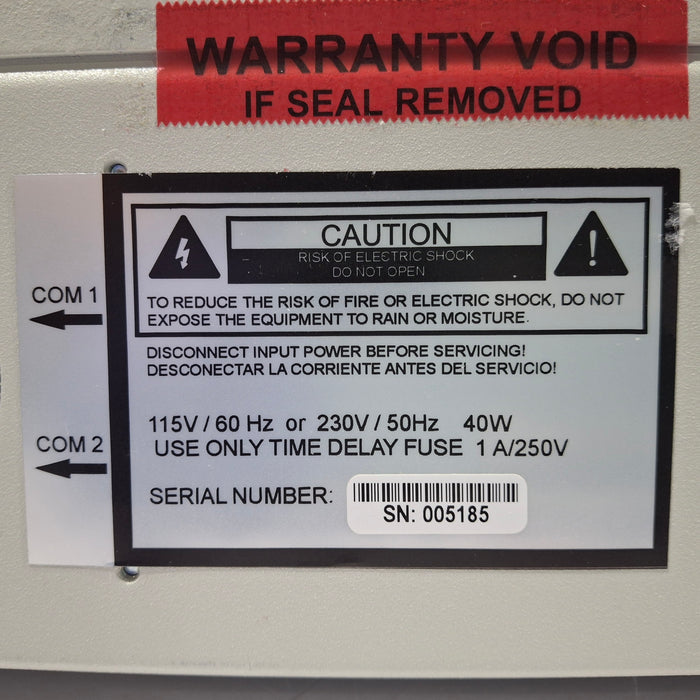 WARRANTY VOID
IF SEAL REMOVED
CAUTION
RISK OF ELECTRIC SHOCK
DO NOT OPEN
!
COM 1
TO REDUCE THE RISK OF FIRE OR ELECTRIC SHOCK, DO NOT
EXPOSE THE EQUIPMENT TO RAIN OR MOISTURE.
DISCONNECT INPUT POWER BEFORE SERVICING!
DESCONECTAR LA CORRIENTE ANTES DEL SERVICIO!
115V / 60 Hz or 230V / 50Hz 40W
COM 2
USE ONLY TIME DELAY FUSE 1 A/250V
SERIAL NUMBER:
SN: 005185